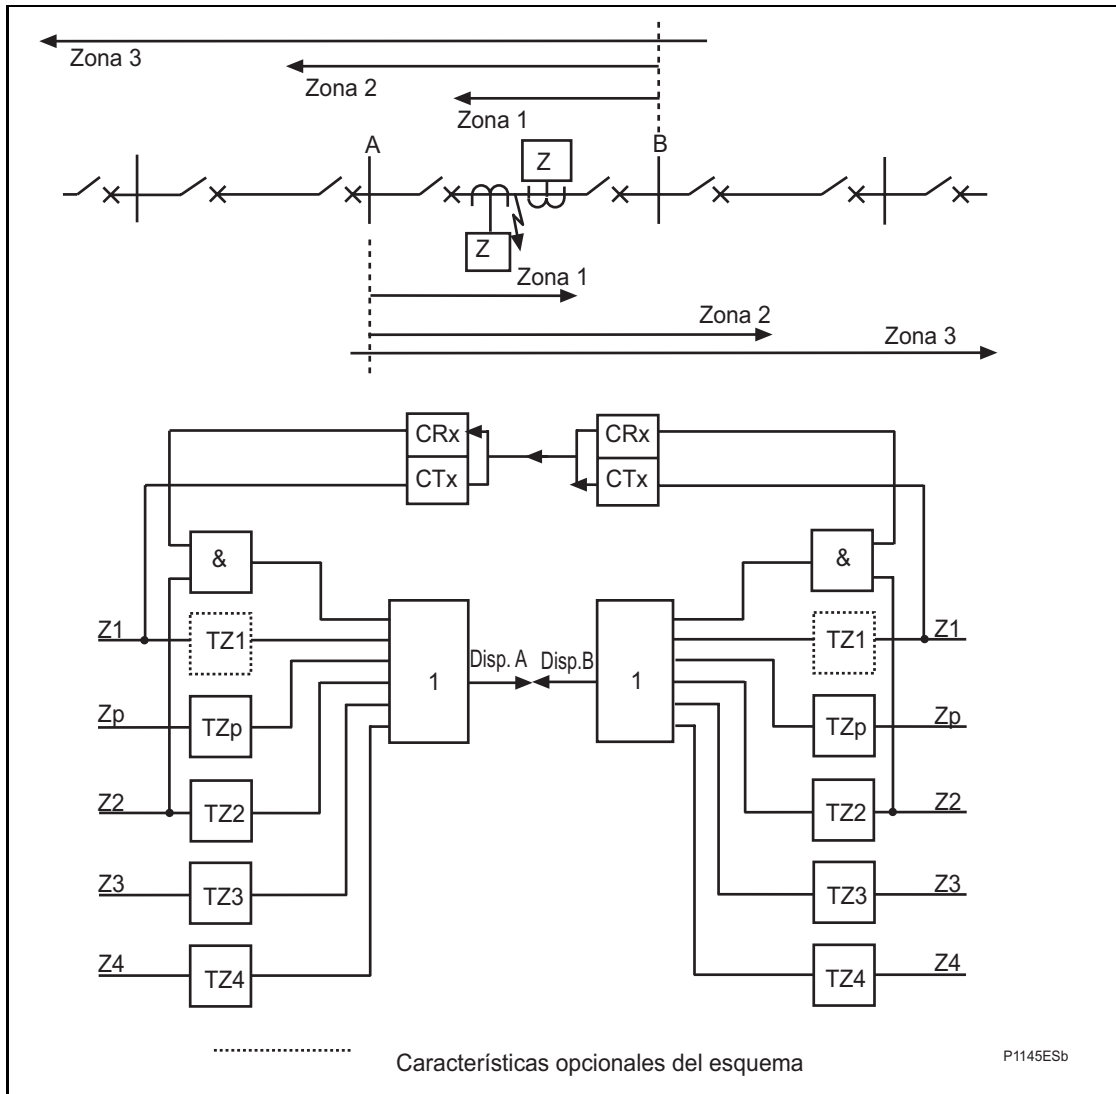 Zona 3
Zona 2
Zona 1
A
B
Z
Z
Zona 1
Zona 2
Zona 3
CRx
CRx
CTx
CTx
&
&
Z1
TZ1
TZ1
Z1
Disp. A
Disp.B
1
1
Zp
TZp
TZp
Zp
Z2
TZ2
TZ2
Z2
Z3
TZ3
TZ3
Z3
Z4
TZ4
TZ4
Z4
Características opcionales del esquema
P1145ESb